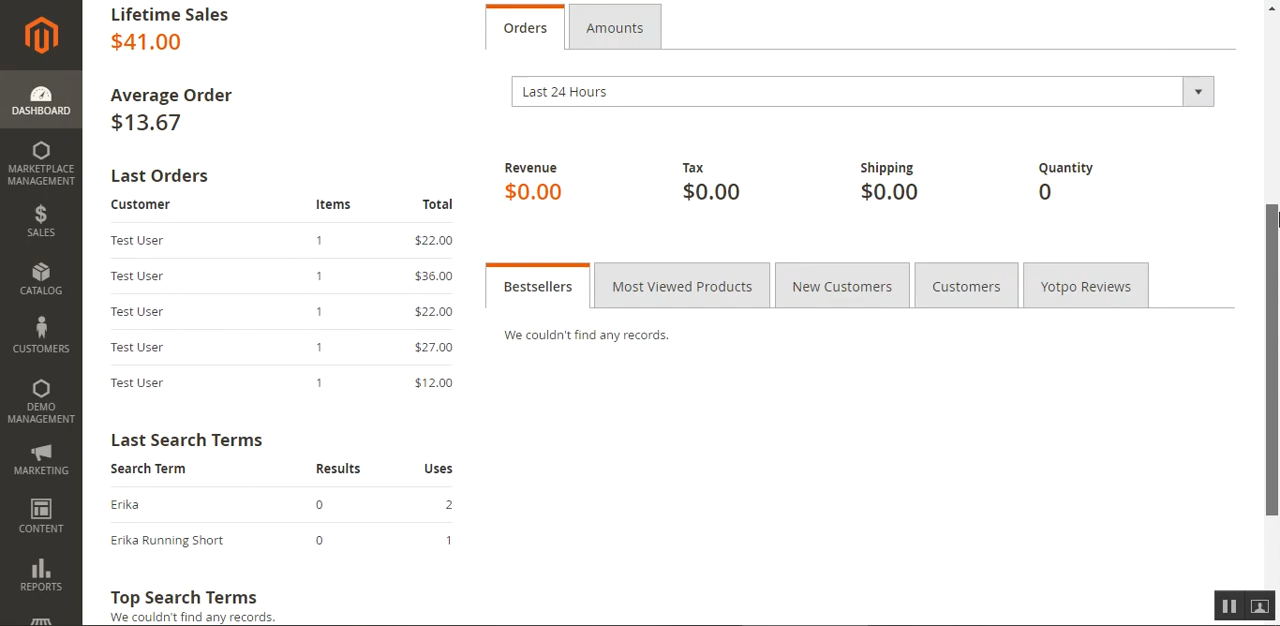 DASHBOARD
MARKETPLACE
MANAGEMENT
SALES
CATALOG
CUSTOMERS
DEMO
MANAGEMENT
MARKETING
CONTENT
REPORTS
Lifetime Sales
$41.00
Average Order
$13.67
Last Orders
Customer Items Total
Test User 1 $22.00
Test User 1 $36.00
Test User 1 $22.00
Test User 1 $27.00
Test User 1 $12.00
Last Search Terms
Search Term Results Uses
Erika 0 2
Erika Running Short 0 1
Top Search Terms
We couldn't find any records.
Orders Amounts
Last 24 Hours
Revenue Tax Shipping Quantity
$0.00 $0.00 $0.00 0
Bestsellers Most Viewed Products New Customers Customers Yotpo Reviews
We couldn't find any records.